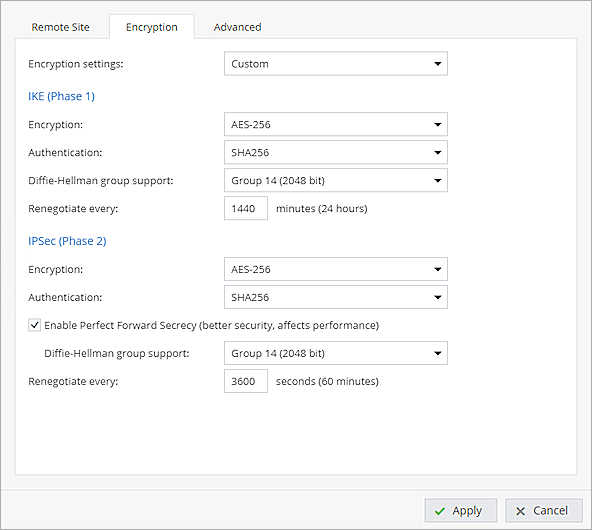 Remote Site Encryption Advanced
Encryption settings: Custom
IKE (Phase 1)
Encryption: AES-256
Authentication: SHA256
Diffie-Hellman group support: Group 14 (2048 bit)
Renegotiate every: 1440 minutes (24 hours)
IPSec (Phase 2)
Encryption: AES-256
Authentication: SHA256
Enable Perfect Forward Secrecy (better security, affects performance)
Diffie-Hellman group support: Group 14 (2048 bit)
Renegotiate every: 3600 seconds (60 minutes)
Apply Cancel